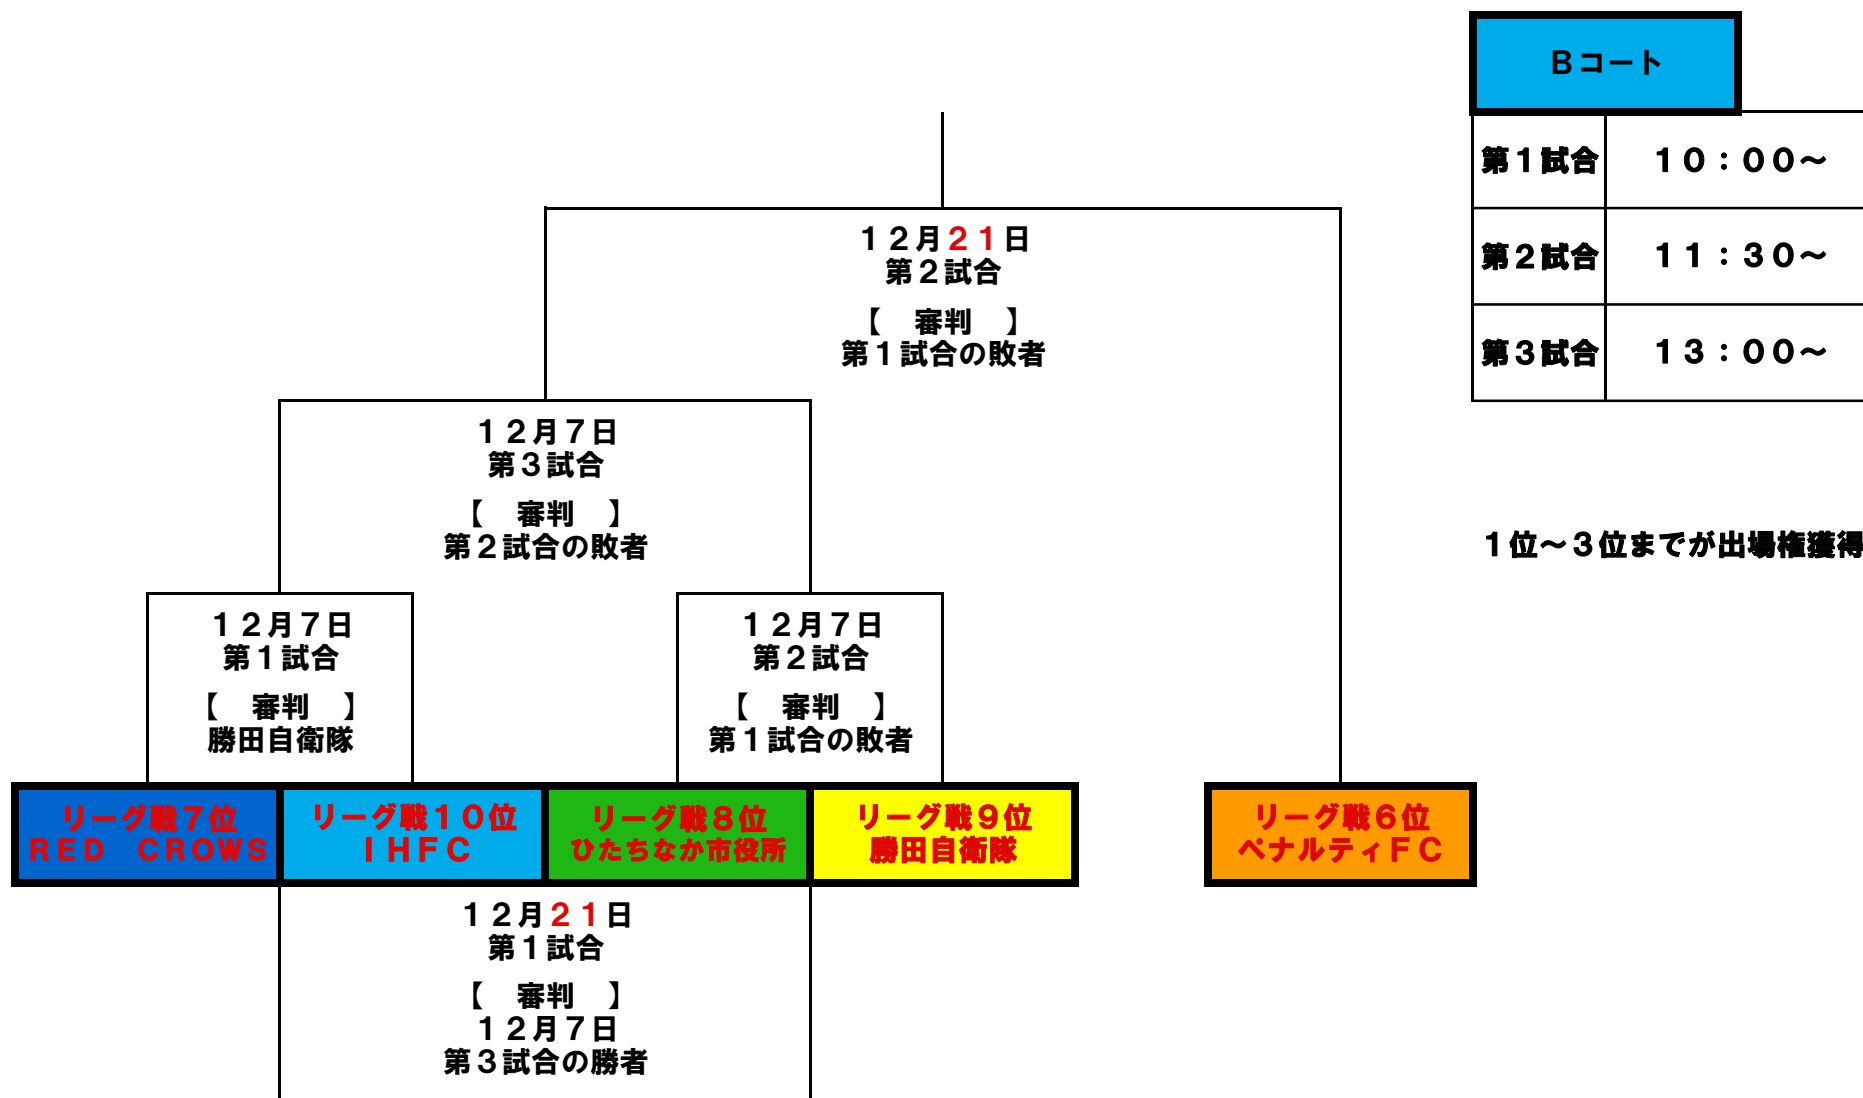 Bコート
第1試合 10:00~
第2試合 11:30~
第3試合 13:00~
12月21日
第2試合
【 審判 】
第1試合の敗者
12月7日
第3試合
【 審判 】
第2試合の敗者
1位~3位までが出場権獲得
12月7日
第1試合
【 審判 】
勝田自衛隊
12月7日
第2試合
【 審判 】
第1試合の敗者
リーグ戦7位
RED CROWS
リーグ戦10位
IHFC
リーグ戦8位
ひたちなか市役所
リーグ戦9位
勝田自衛隊
リーグ戦6位
ペナルティFC
12月21日
第1試合
【 審判 】
12月7日
第3試合の勝者